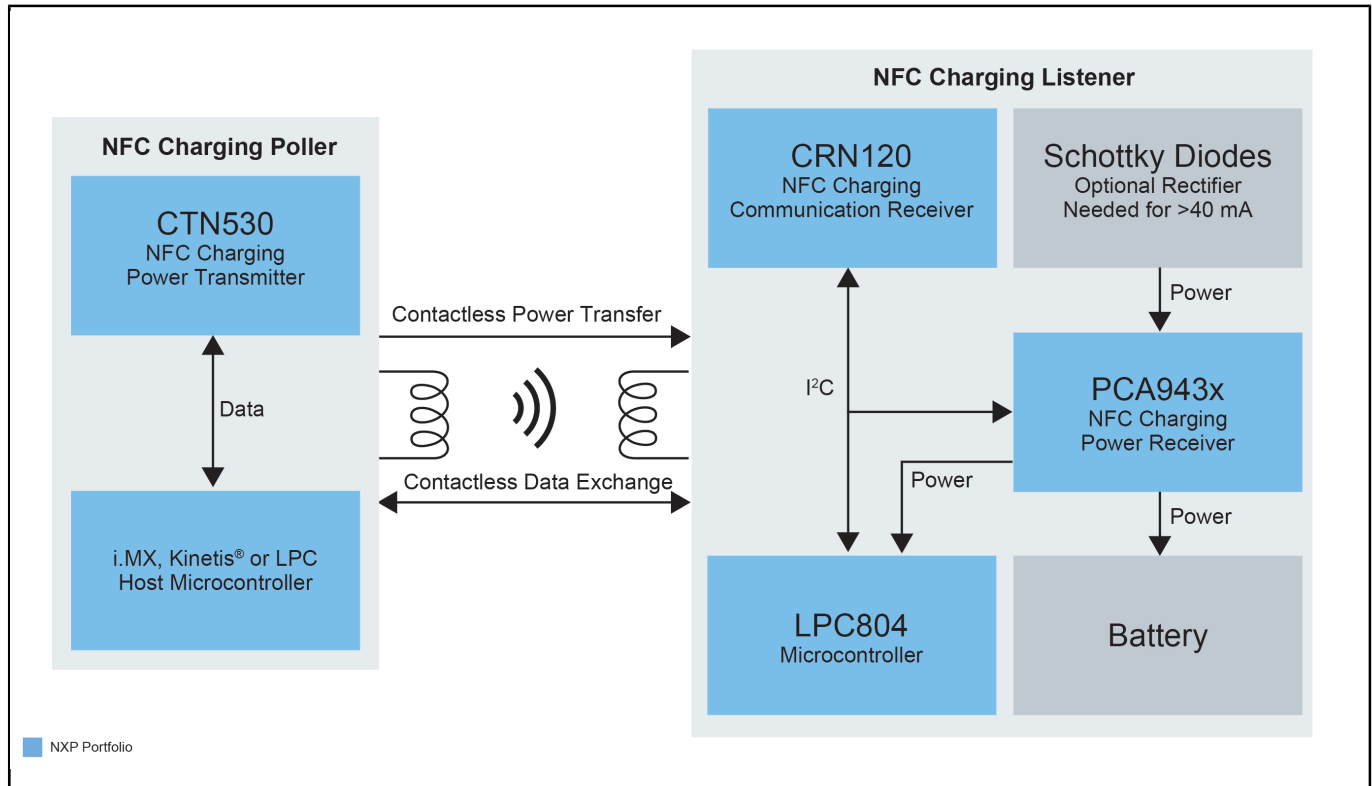 NFC Charging Poller
CTN530
NFC Charging
Power Transmitter
Data
i.MX, Kinetis® or LPC
Host Microcontroller
Contactless Power Transfer
Contactless Data Exchange
NFC Charging Listener
CRN120
NFC Charging
Communication Receiver
Schottky Diodes
Optional Rectifier
Needed for >40 mA
Power
I²C
PCA943x
NFC Charging
Power Receiver
Power
Power
LPC804
Microcontroller
Battery
NXP Portfolio